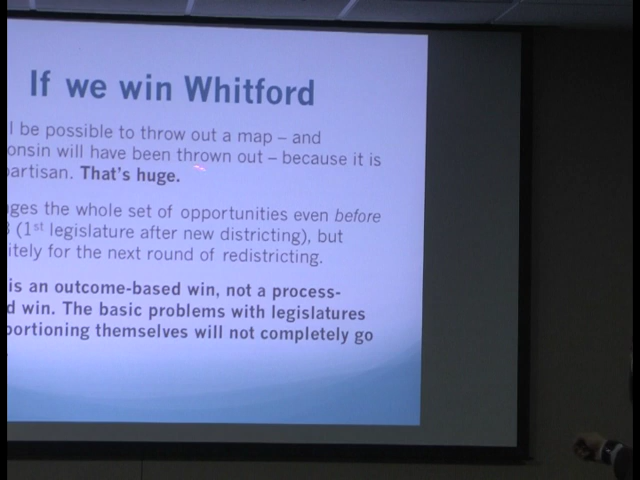 If we win Whitford
l be possible to throw out a map – and
onsin will have been thrown out – because it is
partisan. That's huge.
ges the whole set of opportunities even before
(1st legislature after new districting), but
itely for the next round of redistricting.
is an outcome-based win, not a process-
d win. The basic problems with legislatures
portioning themselves will not completely go